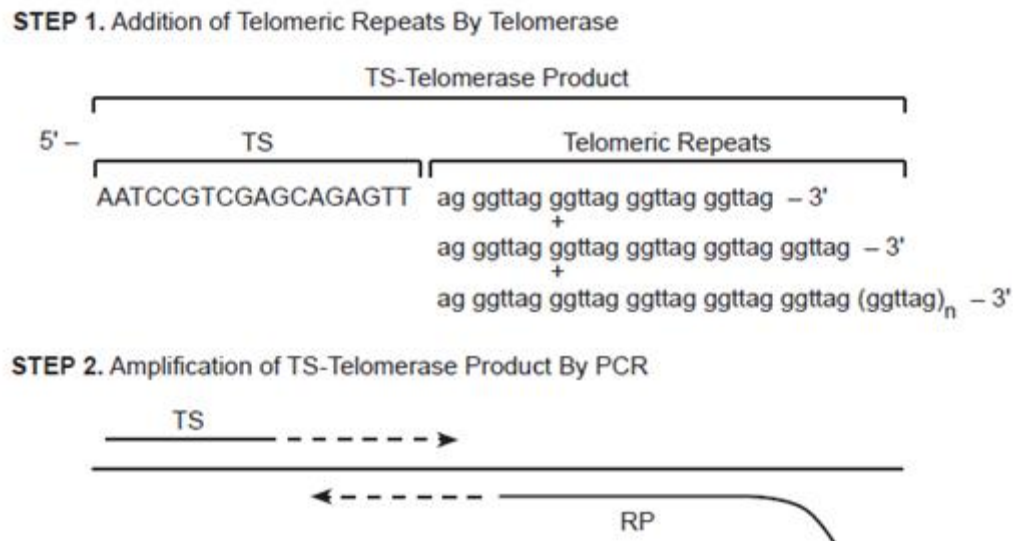 STEP 1. Addition of Telomeric Repeats By Telomerase
TS-Telomerase Product
5' – TS Telomeric Repeats
AATCCGTCGAGCAGAGTT ag ggttag ggttag ggttag ggttag – 3'
+
ag ggttag ggttag ggttag ggttag ggttag – 3'
+
ag ggttag ggttag ggttag ggttag ggttag (ggttag)n – 3'
STEP 2. Amplification of TS-Telomerase Product By PCR
TS
RP